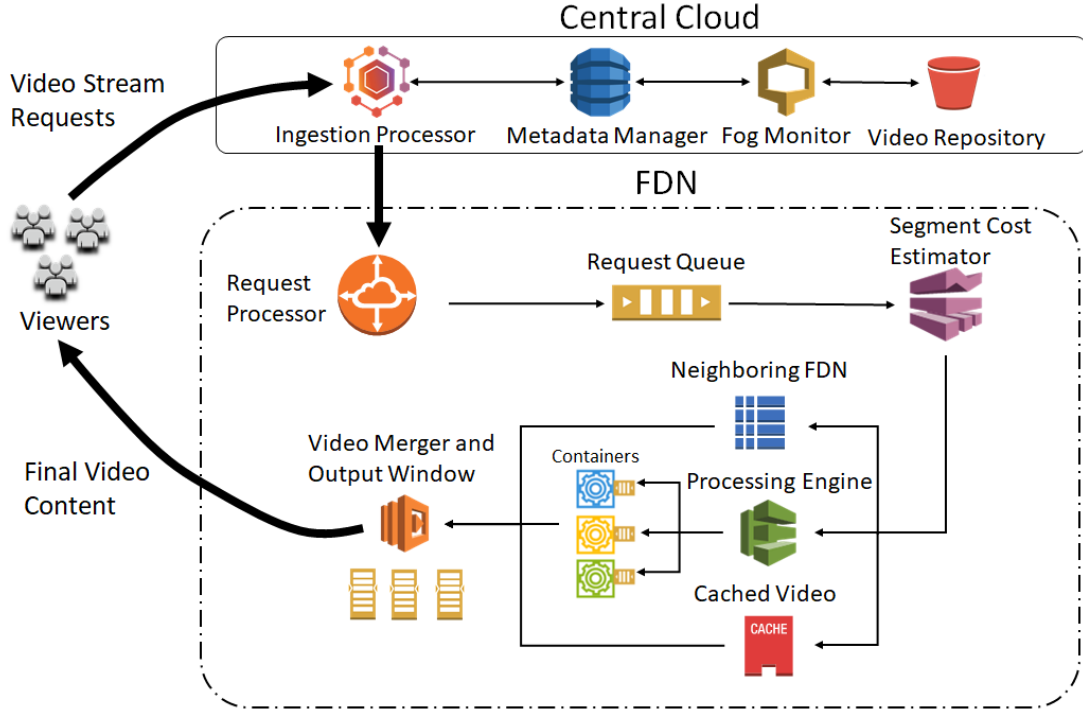 Central Cloud
Video Stream
Requests
Ingestion Processor
Metadata Manager
Fog Monitor
Video Repository
FDN
Viewers
Request
Processor
Request Queue
Segment Cost
Estimator
Neighboring FDN
Video Merger and
Output Window
Containers
Processing Engine
Final Video
Content
Cached Video
CACHE